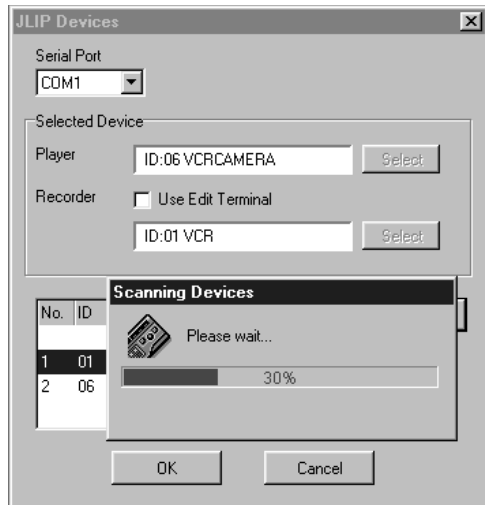 JLIP Devices
Serial Port
COM1
Selected Device
Player
ID:06 VCRCAMERA
Select
Recorder
Use Edit Terminal
ID:01 VCR
Select
Scanning Devices
No. ID
Please wait...
1 01
30%
2 06
OK
Cancel